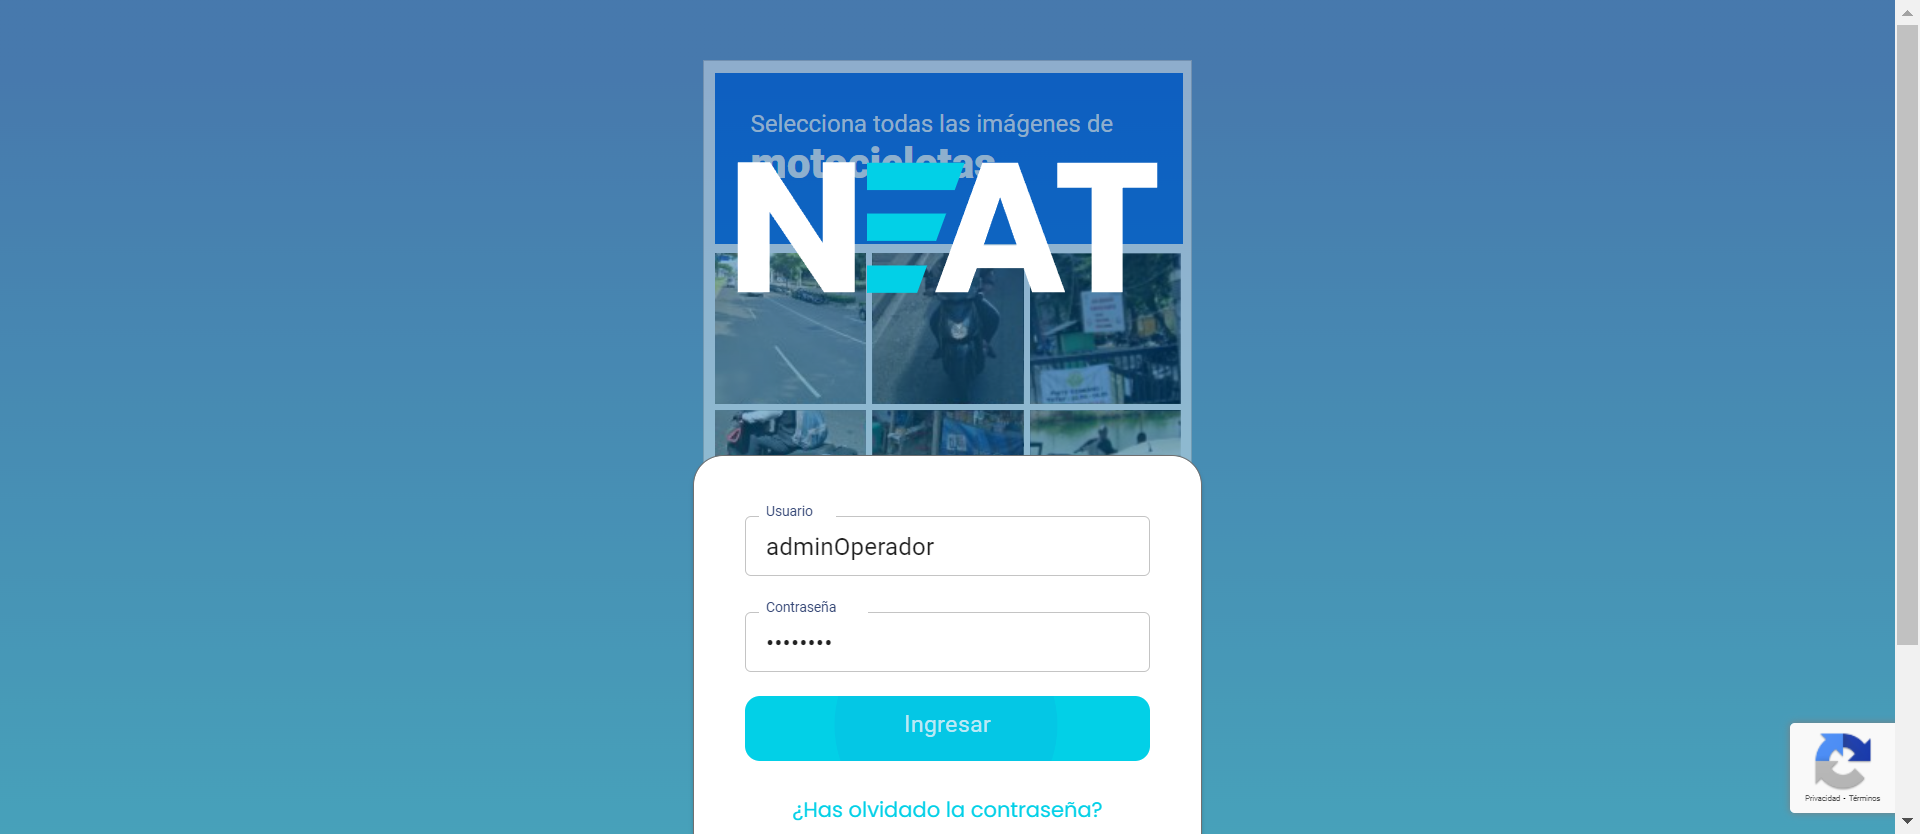 Selecciona todas las imágenes de
motocicletas
NEAT
Usuario
adminOperador
Contraseña
••••••••
Ingresar
¿Has olvidado la contraseña?
Privacidad - Términos